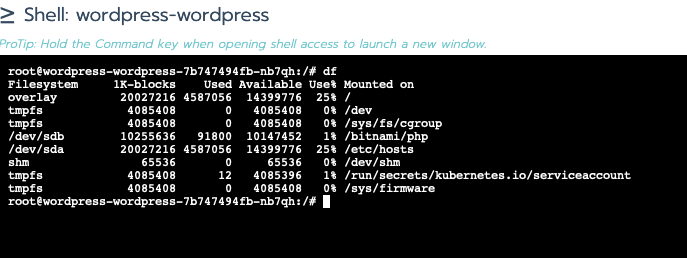 ≥ Shell: wordpress-wordpress
ProTip: Hold the Command key when opening shell access to launch a new window.
root@wordpress-wordpress-7b747494fb-nb7qh:/# df
Filesystem     1K-blocks    Used Available Use% Mounted on
overlay         20027216 4587056  14399776  25% /
tmpfs            4085408       0   4085408   0% /dev
tmpfs            4085408       0   4085408   0% /sys/fs/cgroup
/dev/sdb        10255636   91800  10147452   1% /bitnami/php
/dev/sda        20027216 4587056  14399776  25% /etc/hosts
shm                65536       0     65536   0% /dev/shm
tmpfs            4085408      12   4085396   1% /run/secrets/kubernetes.io/serviceaccount
tmpfs            4085408       0   4085408   0% /sys/firmware
root@wordpress-wordpress-7b747494fb-nb7qh:/#